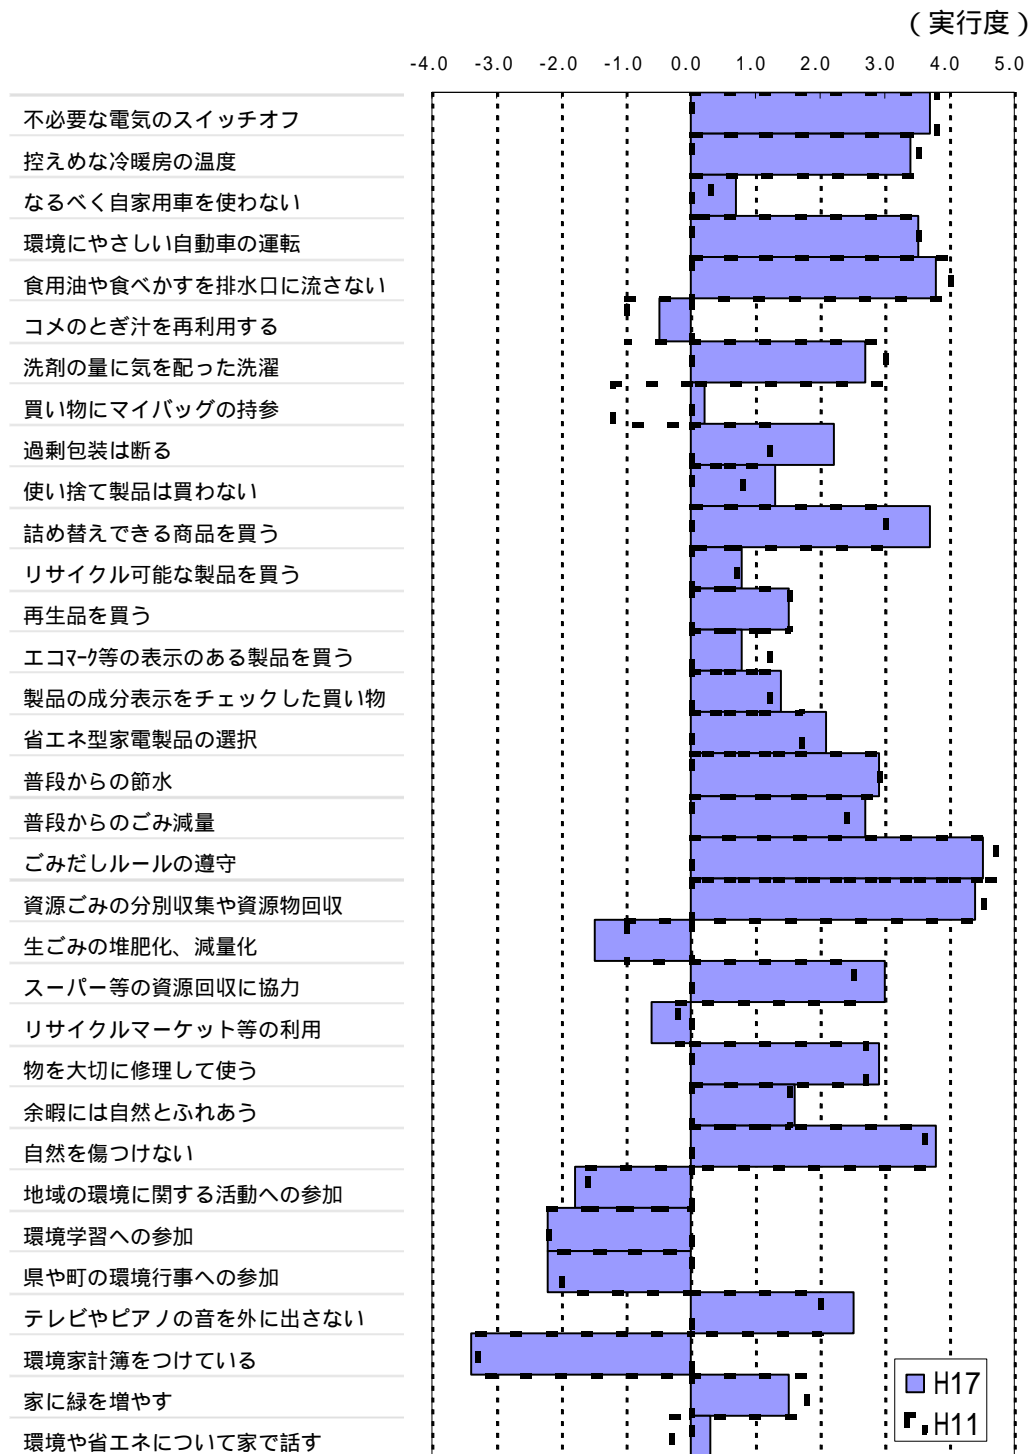 (実行度)
-4.0 -3.0 -2.0 -1.0 0.0 1.0 2.0 3.0 4.0 5.0
不必要な電気のスイッチオフ
控えめな冷暖房の温度
なるべく自家用車を使わない
環境にやさしい自動車の運転
食用油や食べかすを排水口に流さない
コメのとぎ汁を再利用する
洗剤の量に気を配った洗濯
買い物にマイバッグの持参
過剰包装は断る
使い捨て製品は買わない
詰め替えできる商品を買う
リサイクル可能な製品を買う
再生品を買う
エコマーク等の表示のある製品を買う
製品の成分表示をチェックした買い物
省エネ型家電製品の選択
普段からの節水
普段からのごみ減量
ごみだしルールの遵守
資源ごみの分別収集や資源物回収
生ごみの堆肥化、減量化
スーパー等の資源回収に協力
リサイクルマーケット等の利用
物を大切に修理して使う
余暇には自然とふれあう
自然を傷つけない
地域の環境に関する活動への参加
環境学習への参加
県や町の環境行事への参加
テレビやピアノの音を外に出さない
環境家計簿をつけている
家に緑を増やす
環境や省エネについて家で話す
H17
H11